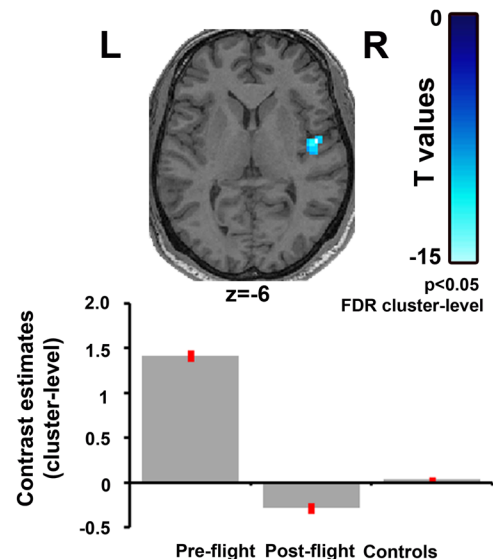 L
R
0
T values
-15
z=-6
p<0.05
FDR cluster-level
Contrast estimates
(cluster-level)
2.0
1.5
1
0.5
0
-0.5
Pre-flight Post-flight Controls